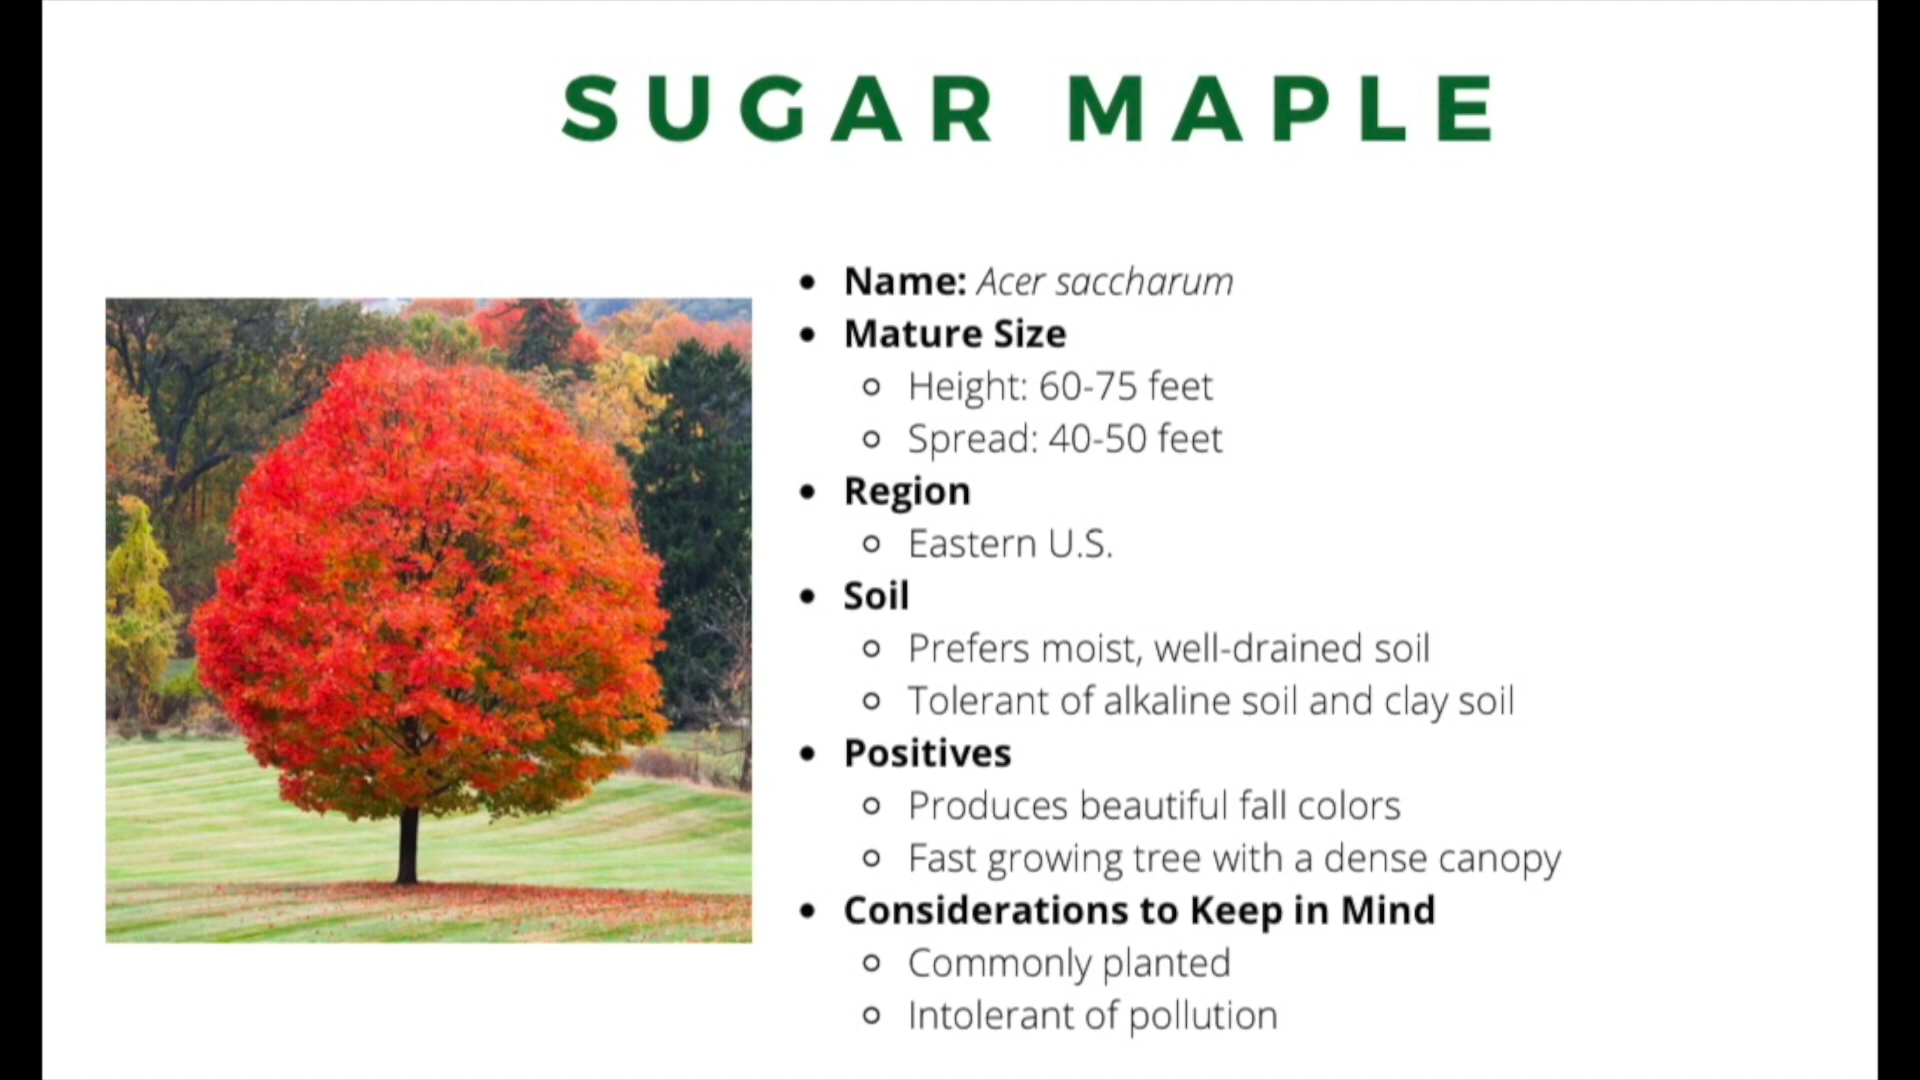 SUGAR MAPLE
• Name: Acer saccharum
• Mature Size
○ Height: 60-75 feet
○ Spread: 40-50 feet
• Region
○ Eastern U.S.
• Soil
○ Prefers moist, well-drained soil
○ Tolerant of alkaline soil and clay soil
• Positives
○ Produces beautiful fall colors
○ Fast growing tree with a dense canopy
• Considerations to Keep in Mind
○ Commonly planted
○ Intolerant of pollution